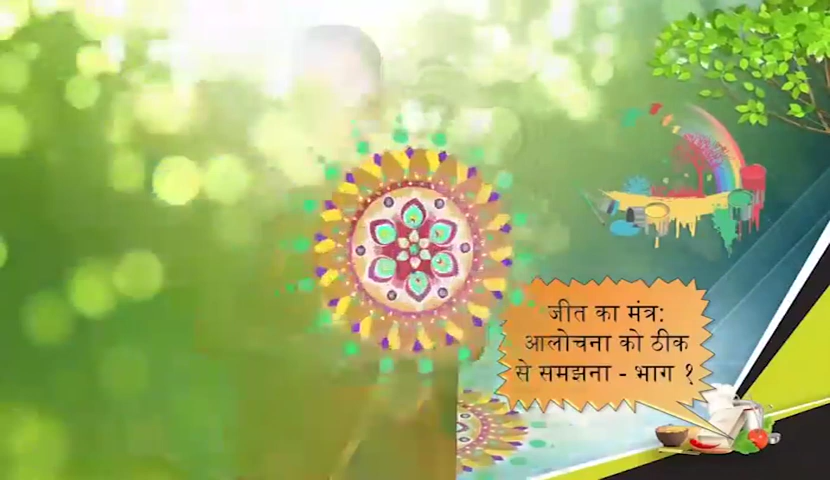 जीत का मंत्र:
आलोचना को ठीक
से समझना - भाग १